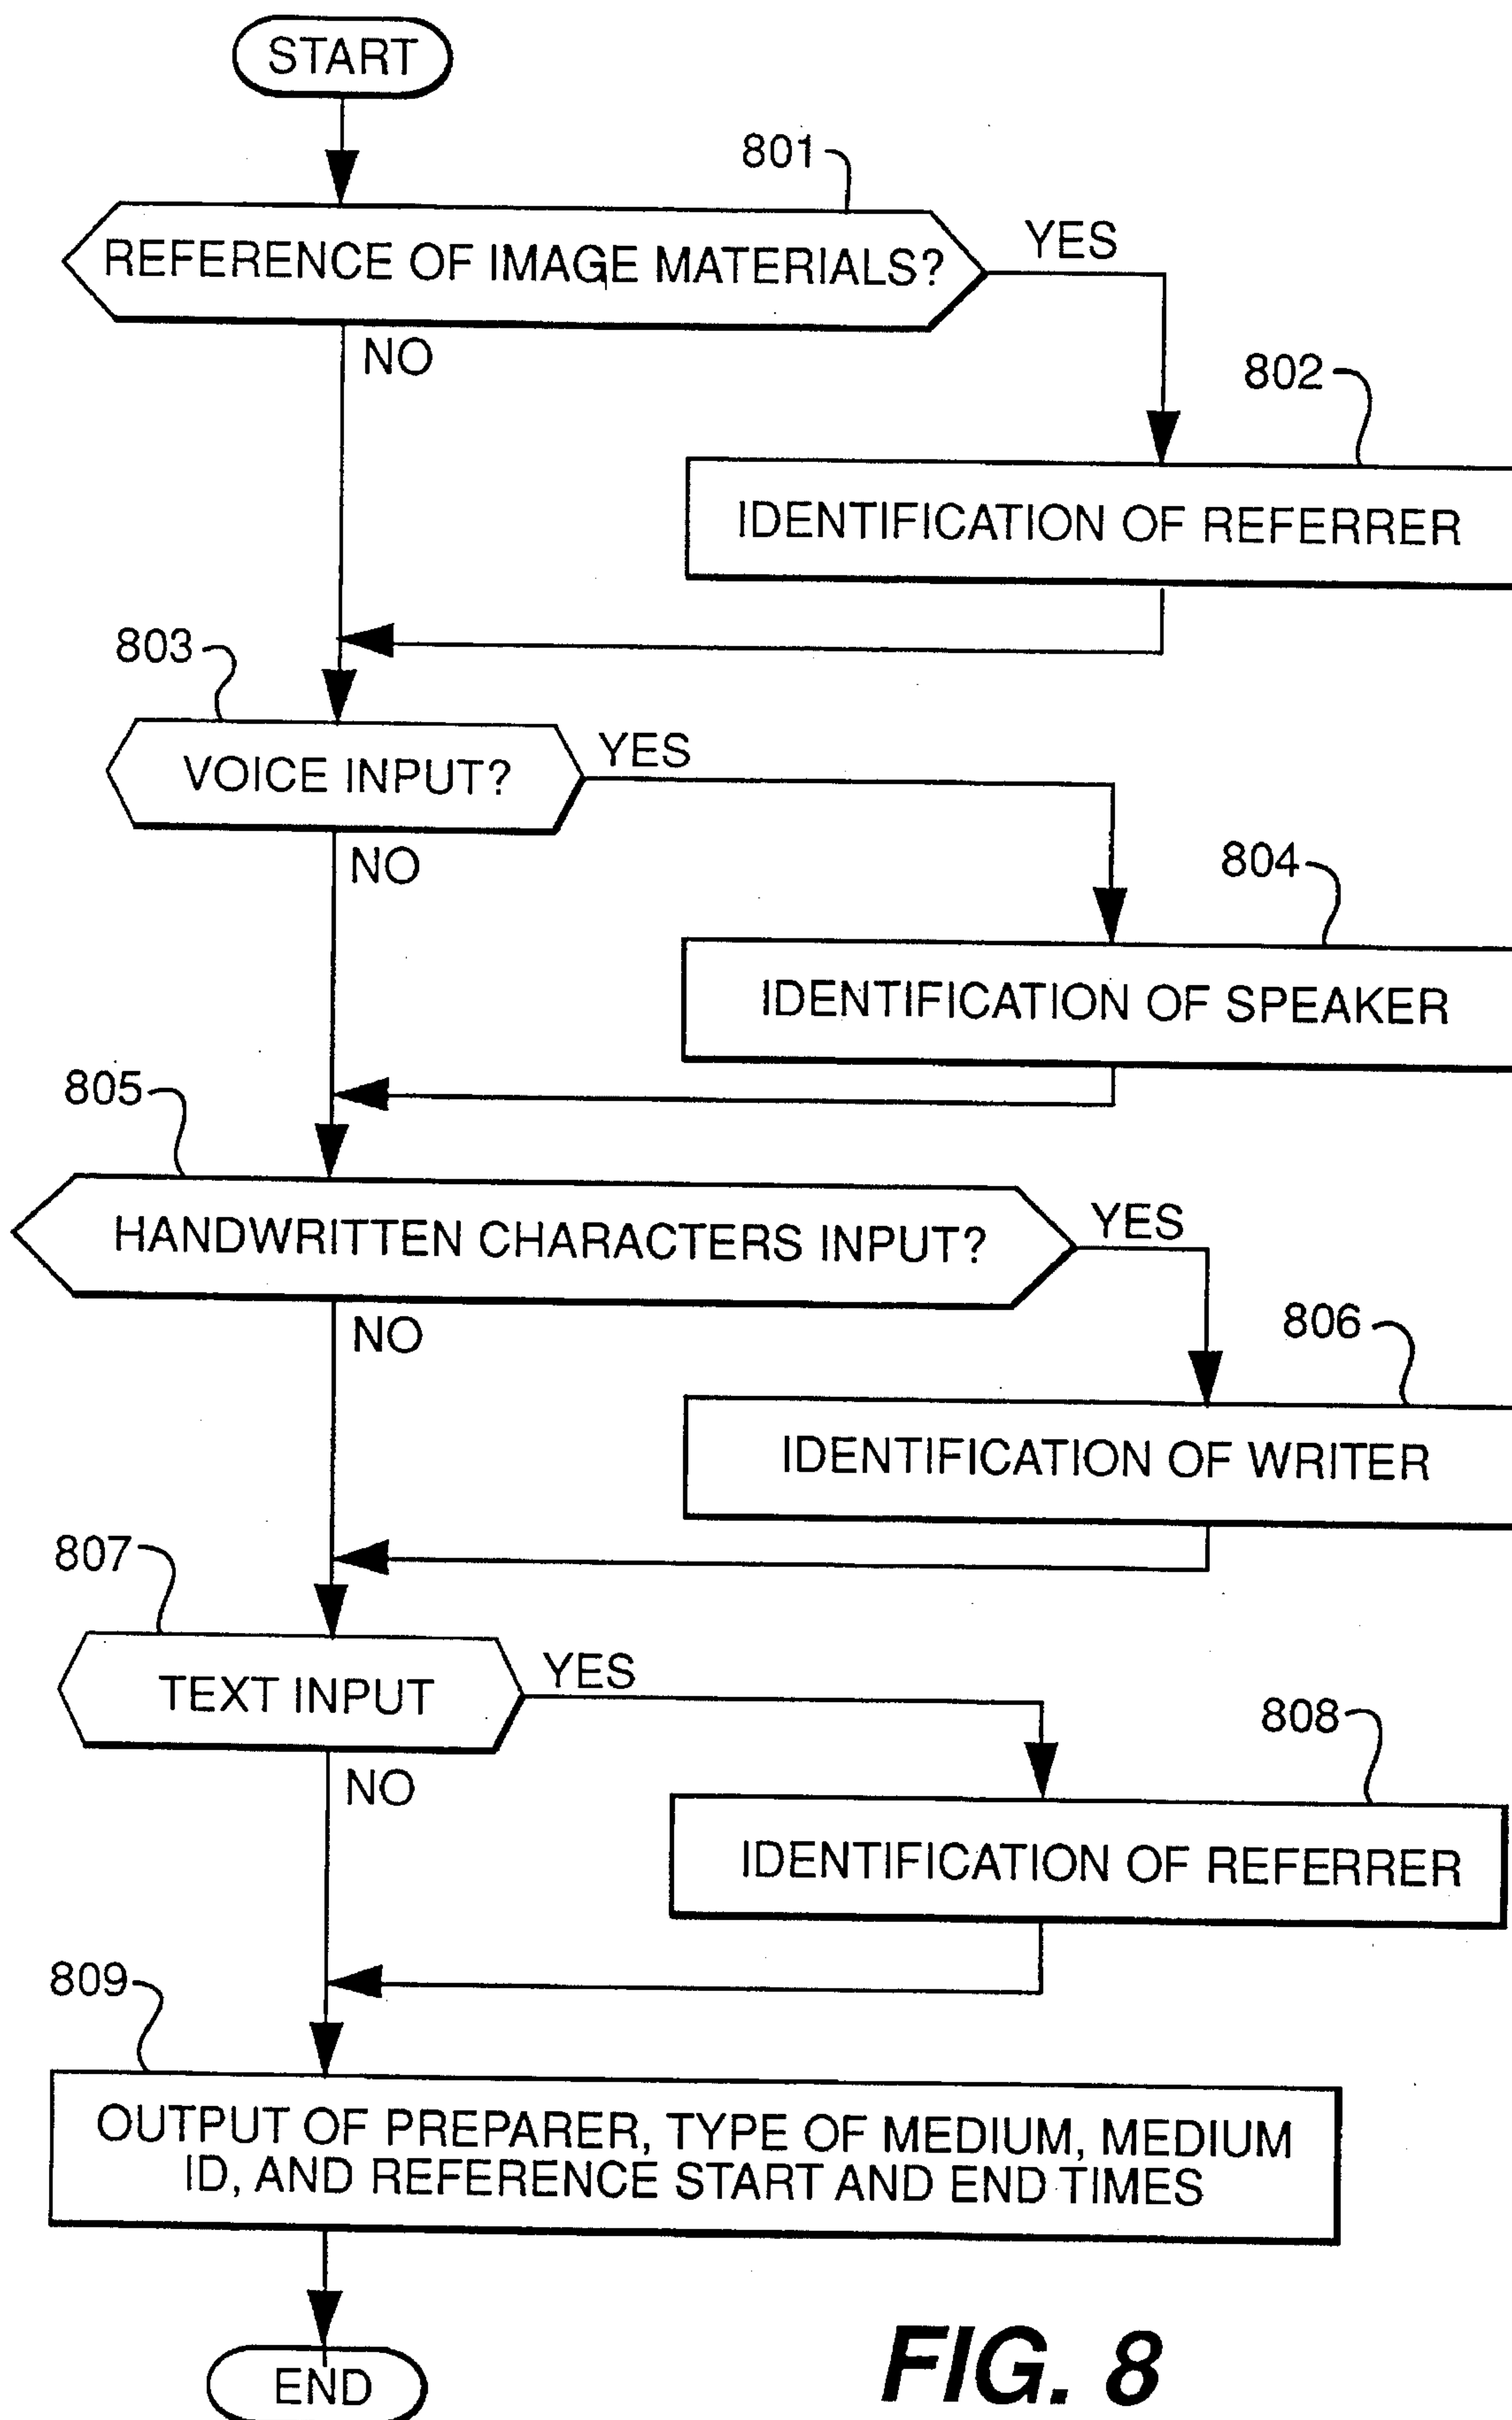 START
801
REFERENCE OF IMAGE MATERIALS?
YES
NO
802
IDENTIFICATION OF REFERRER
803
VOICE INPUT?
YES
NO
804
IDENTIFICATION OF SPEAKER
805
HANDWRITTEN CHARACTERS INPUT?
YES
NO
806
IDENTIFICATION OF WRITER
807
TEXT INPUT
YES
NO
808
IDENTIFICATION OF REFERRER
809
OUTPUT OF PREPARER, TYPE OF MEDIUM, MEDIUM
ID, AND REFERENCE START AND END TIMES
END
FIG. 8